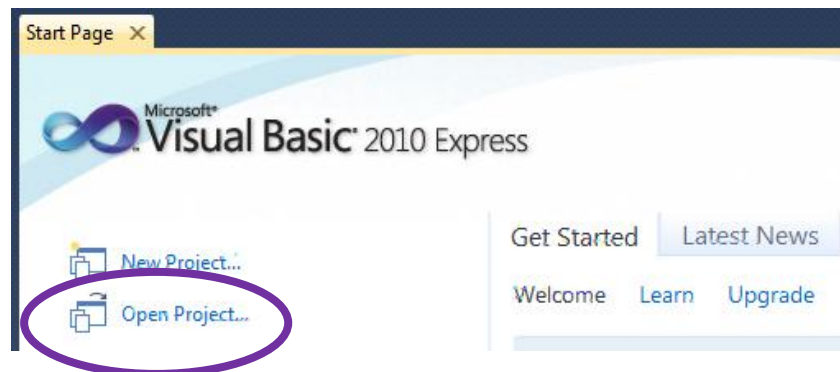 Start Page
Microsoft®
Visual Basic® 2010 Express
New Project...
Open Project...
Get Started Latest News
Welcome Learn Upgrade